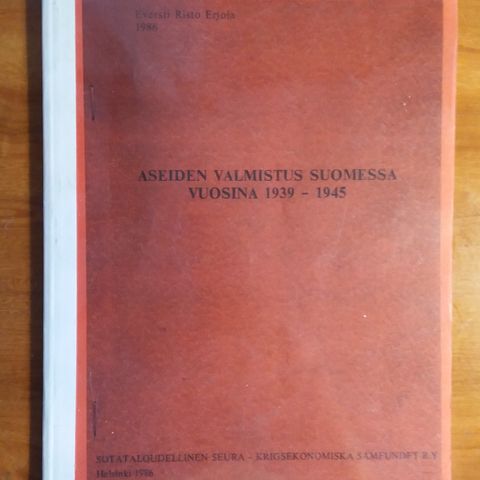 Eversti Risto Erjola
1986
ASEIDEN VALMISTUS SUOMESSA
VUOSINA 1939 - 1945
SOTATALOUDELLINEN SEURA - KRIGSEKONOMISKA SAMFUNDET R.Y
Helsinki 1986